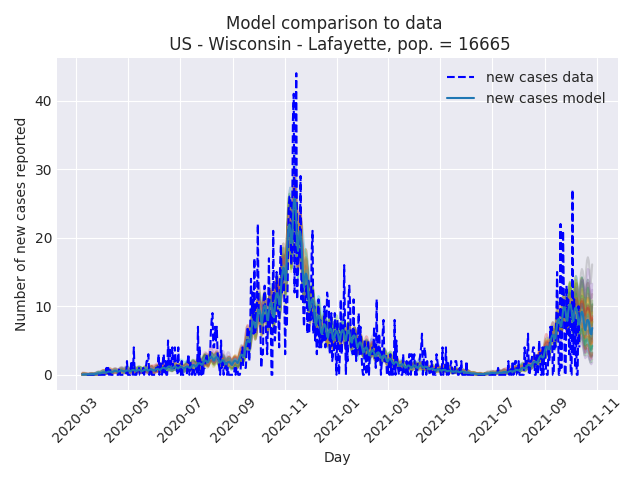 Model comparison to data
US - Wisconsin - Lafayette, pop. = 16665
new cases data
new cases model
Number of new cases reported
40
30
20
10
0
2020-03
2020-05
2020-07
2020-09
2020-11
2021-01
2021-03
2021-05
2021-07
2021-09
2021-11
Day